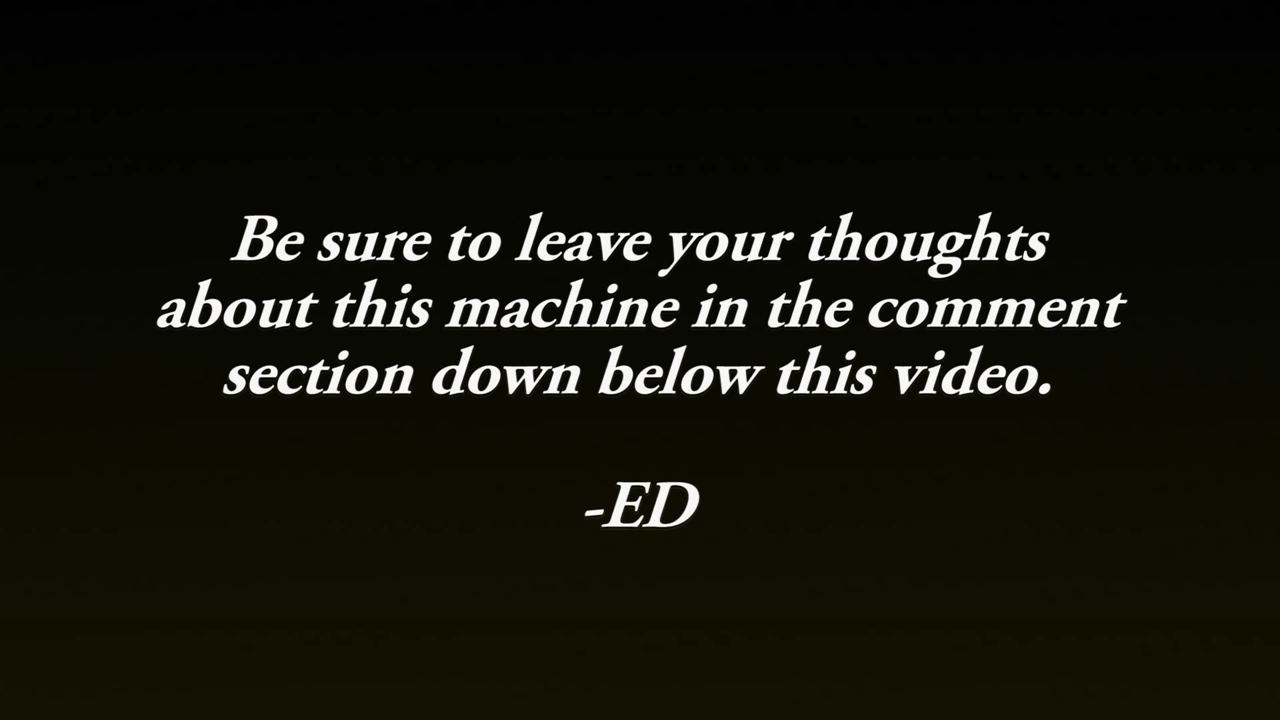 Be sure to leave your thoughts
about this machine in the comment
section down below this video.
-ED